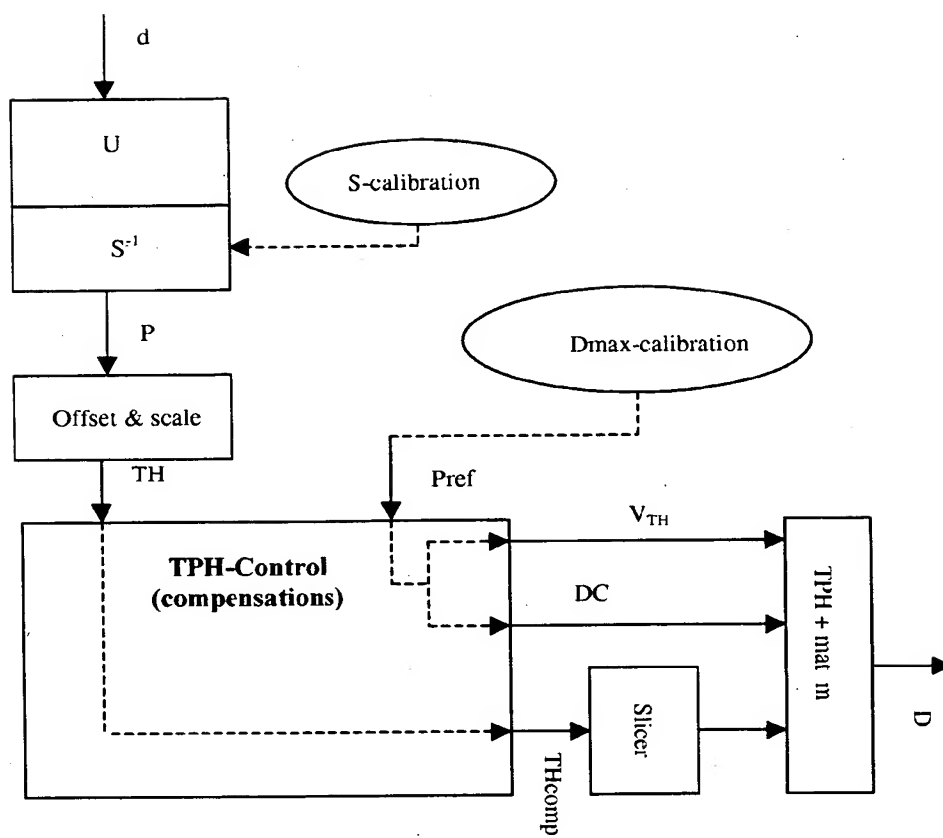 d
U
S-calibration
S⁻¹
P
Dmax-calibration
Offset & scale
TH
Pref
V_TH
TPH-Control
(compensations)
DC
TPH + mat m
Slicer
D
THcomp